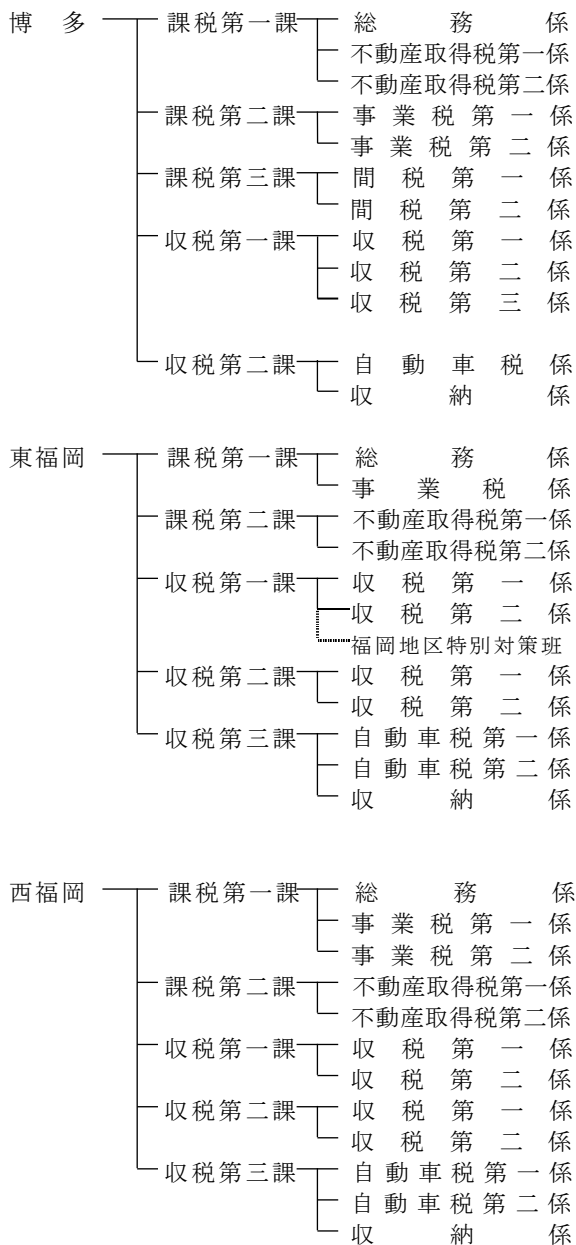 博多 課税第一課 総務係
不動産取得税第一係
不動産取得税第二係
課税第二課 事業税第一係
事業税第二係
課税第三課 間税第一係
間税第二係
収税第一課 収税第一係
収税第二係
収税第三係
収税第二課 自動車税係
収納係
東福岡 課税第一課 総務係
事業税係
課税第二課 不動産取得税第一係
不動産取得税第二係
収税第一課 収税第一係
収税第二係
福岡地区特別対策班
収税第二課 収税第一係
収税第二係
収税第三課 自動車税第一係
自動車税第二係
収納係
西福岡 課税第一課 総務係
事業税第一係
事業税第二係
課税第二課 不動産取得税第一係
不動産取得税第二係
収税第一課 収税第一係
収税第二係
収税第二課 収税第一係
収税第二係
収税第三課 自動車税第一係
自動車税第二係
収納係